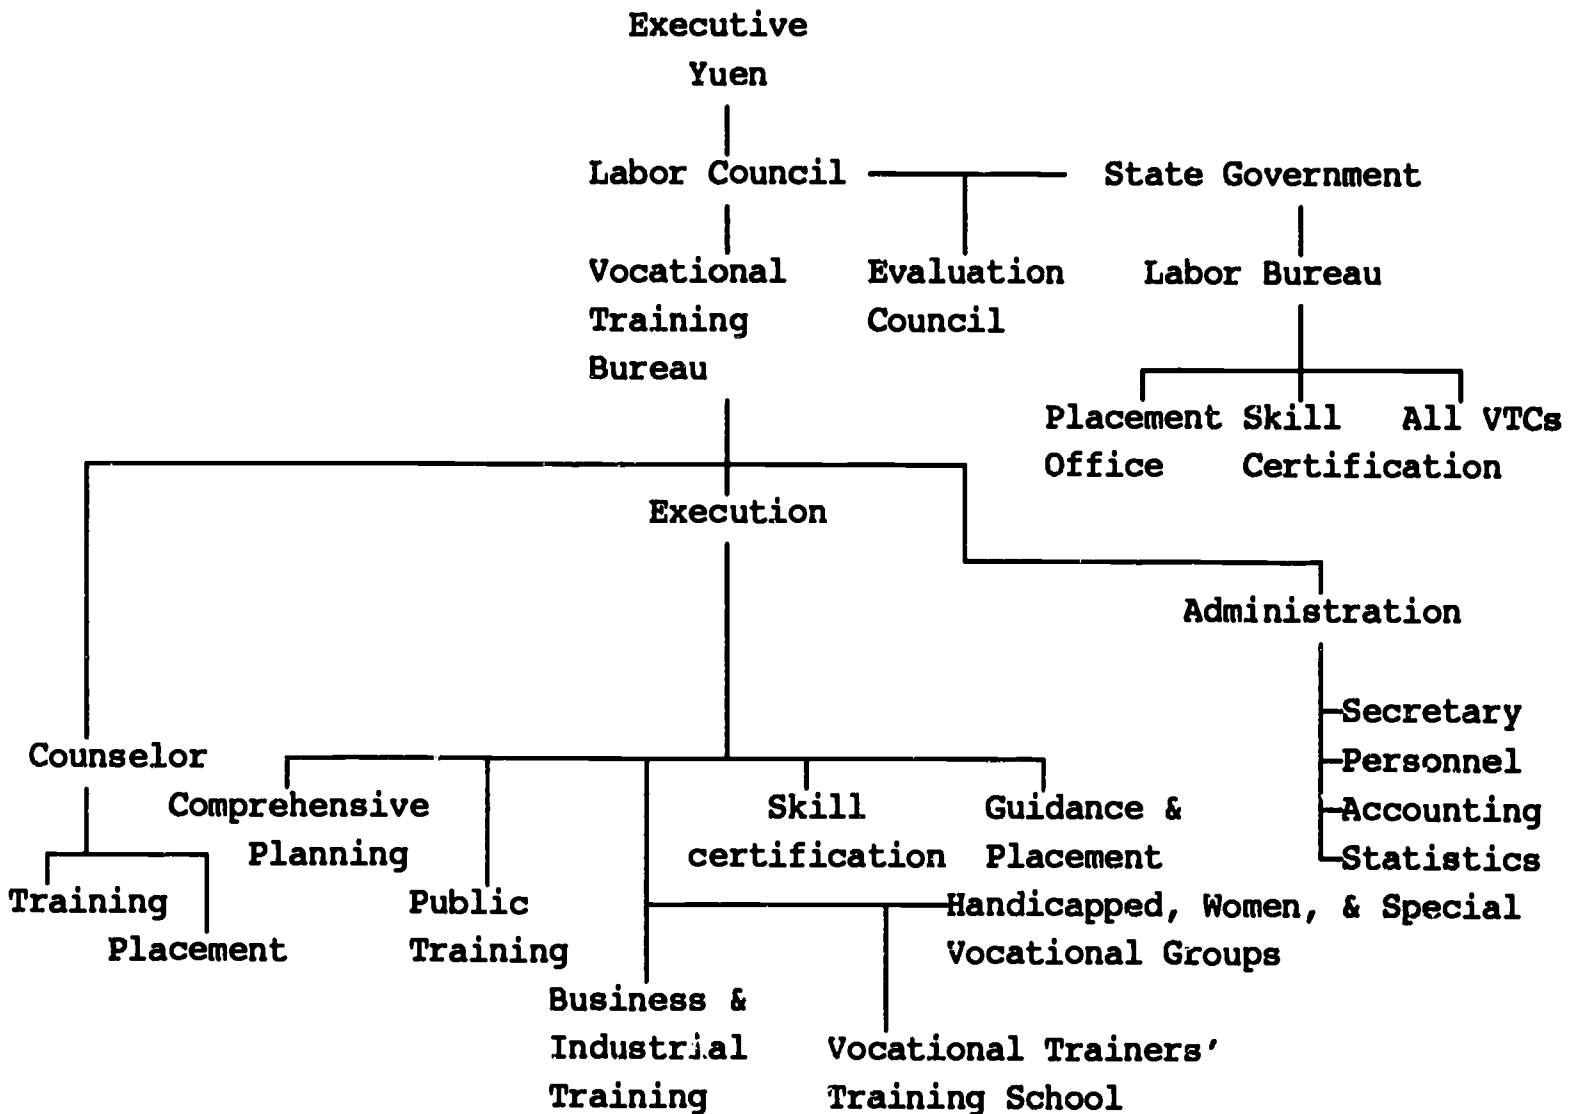 Executive
Yuen
Labor Council
State Government
Vocational
Training
Bureau
Evaluation
Council
Labor Bureau
Placement
Office
Skill
Certification
All VTCs
Execution
Administration
Secretary
Personnel
Accounting
Statistics
Counselor
Training
Placement
Comprehensive
Planning
Public
Training
Business &
Industrial
Training
Skill
certification
Guidance &
Placement
Handicapped, Women, & Special
Vocational Groups
Vocational Trainers'
Training School